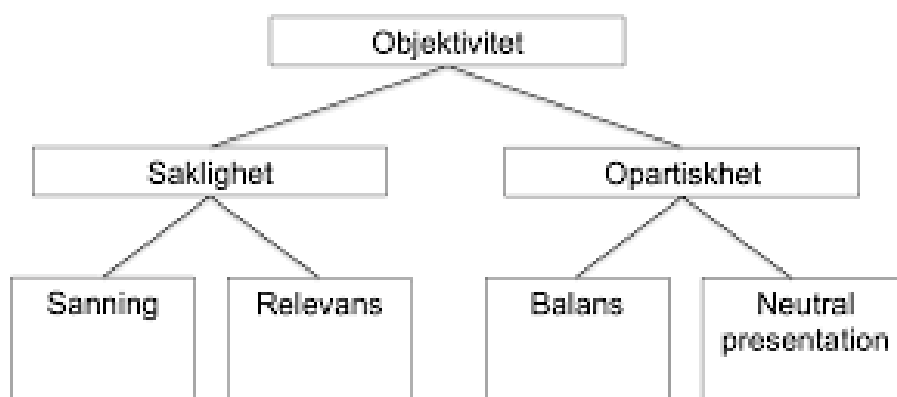 Objektivitet
Saklighet
Opartiskhet
Sanning
Relevans
Balans
Neutral
presentation